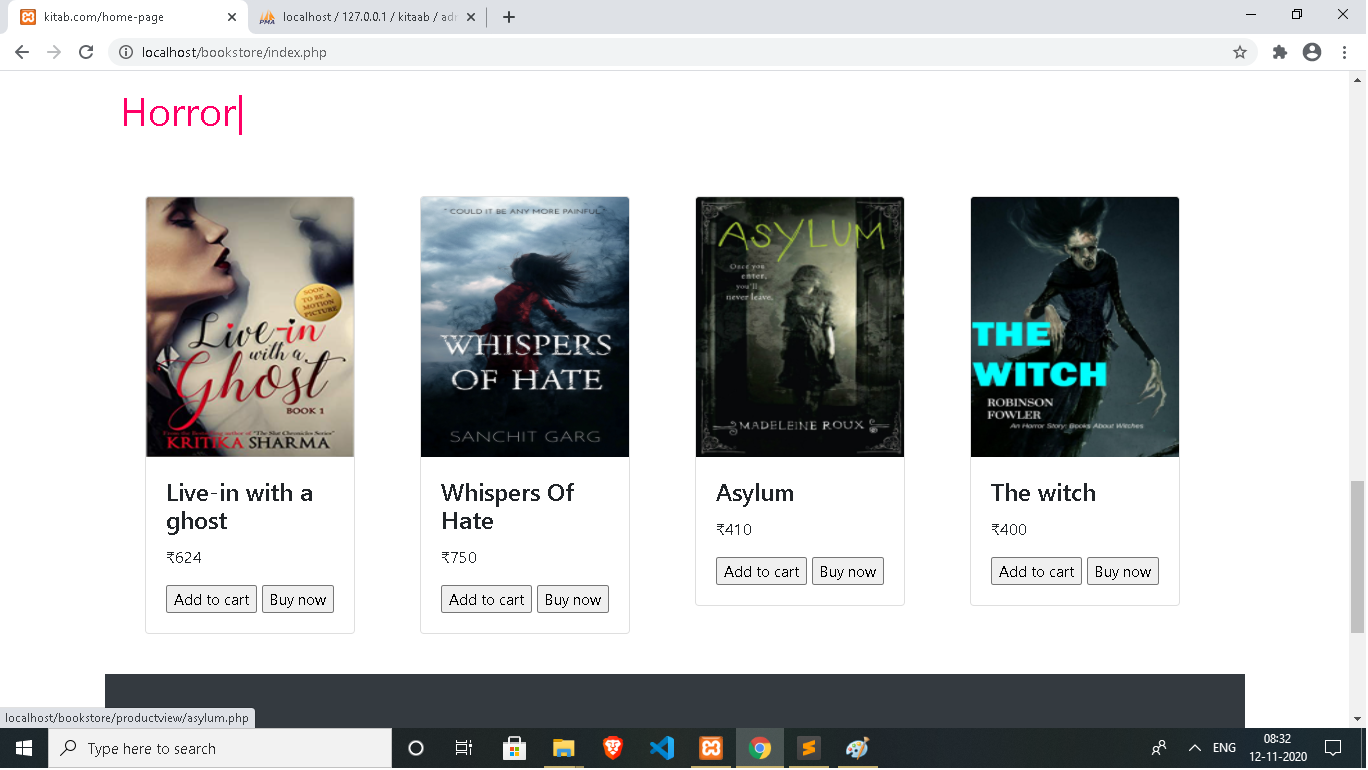 kitab.com/home-page
localhost / 127.0.0.1 / kitaab / adr
localhost/bookstore/index.php
Horror
SOON TO BE A MOTION PICTURE
Live-in
with a
Ghost
BOOK 1
From the Bestselling author of "The Slut Chronicles Series"
KRITIKA SHARMA
" COULD IT BE ANY MORE PAINFUL"
WHISPERS
OF HATE
SANCHIT GARG
ASYLUM
Once you
enter,
you'll
never leave.
MADELEINE ROUX
THE
WITCH
ROBINSON
FOWLER
An Horror Story: Books About Witches
Live-in with a
ghost
₹624
Add to cart Buy now
Whispers Of
Hate
₹750
Add to cart Buy now
Asylum
₹410
Add to cart Buy now
The witch
₹400
Add to cart Buy now
localhost/bookstore/productview/asylum.php
Type here to search
ENG
08:32
12-11-2020